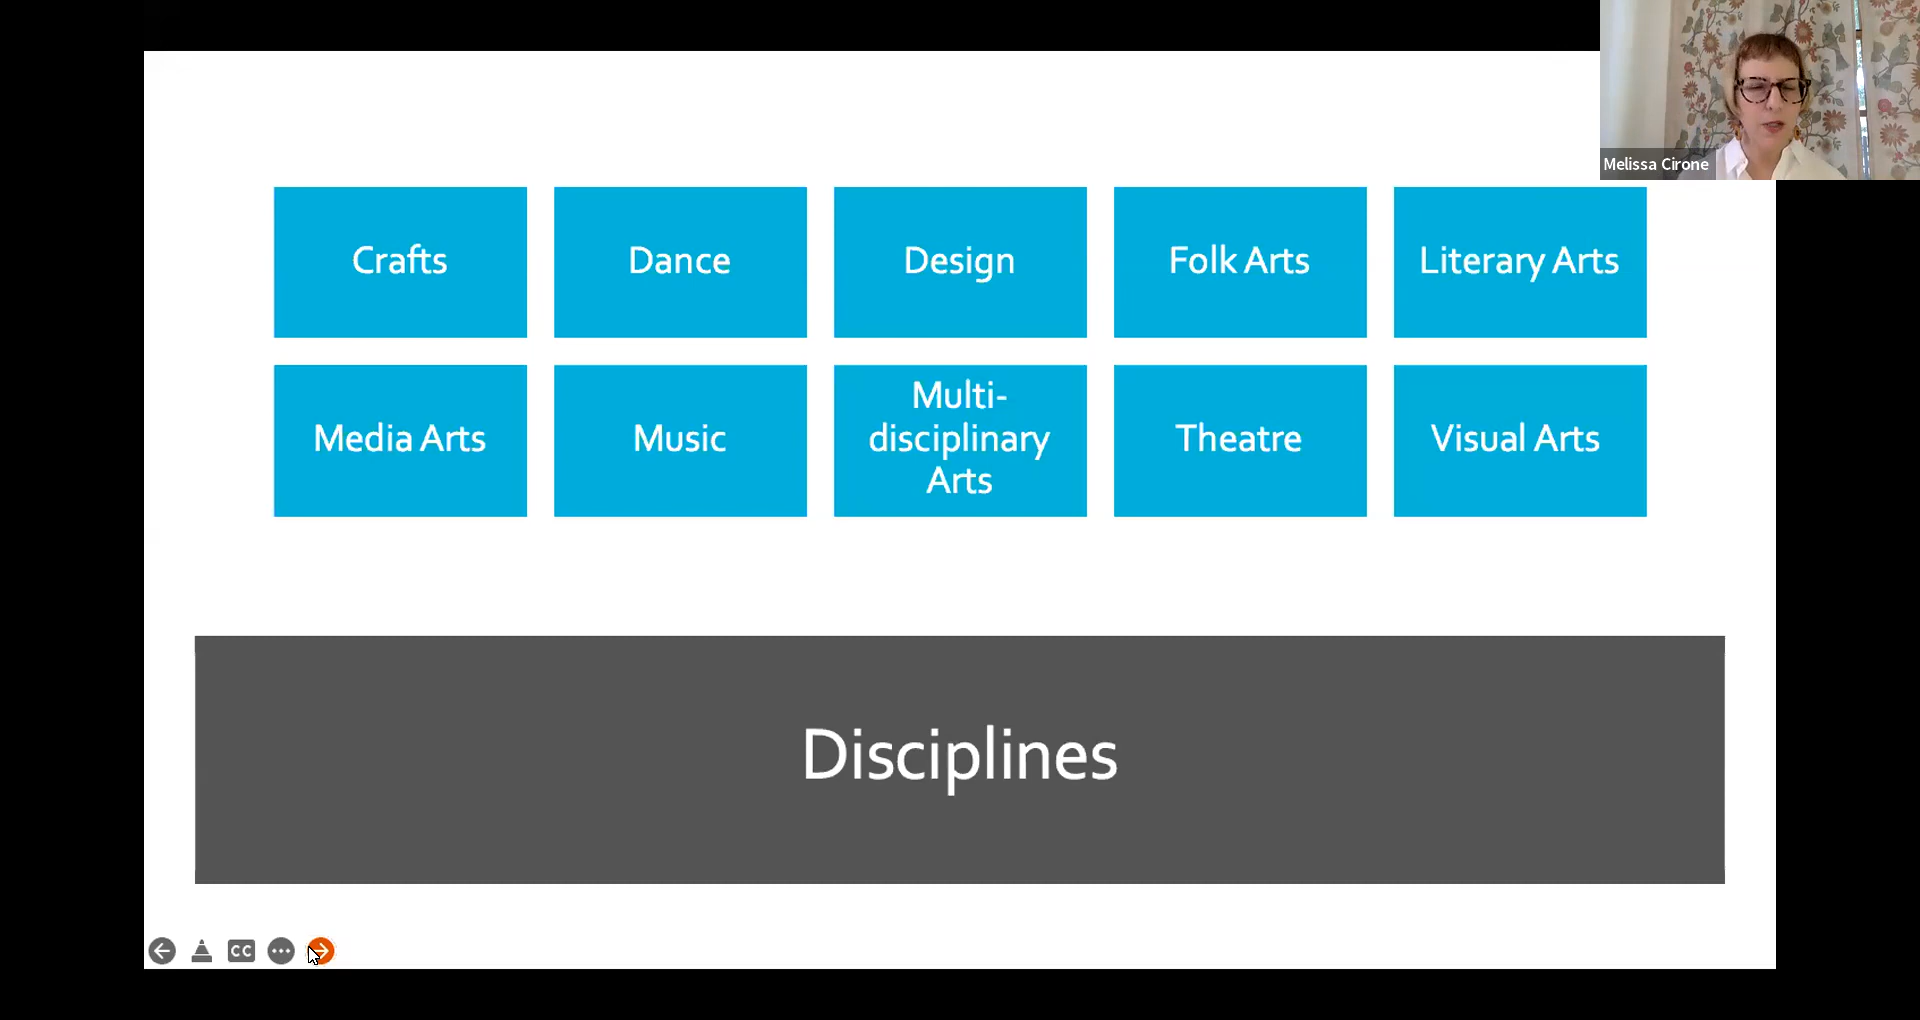 Melissa Cirone
Crafts
Dance
Design
Folk Arts
Literary Arts
Media Arts
Music
Multi-
disciplinary
Arts
Theatre
Visual Arts
Disciplines
CC